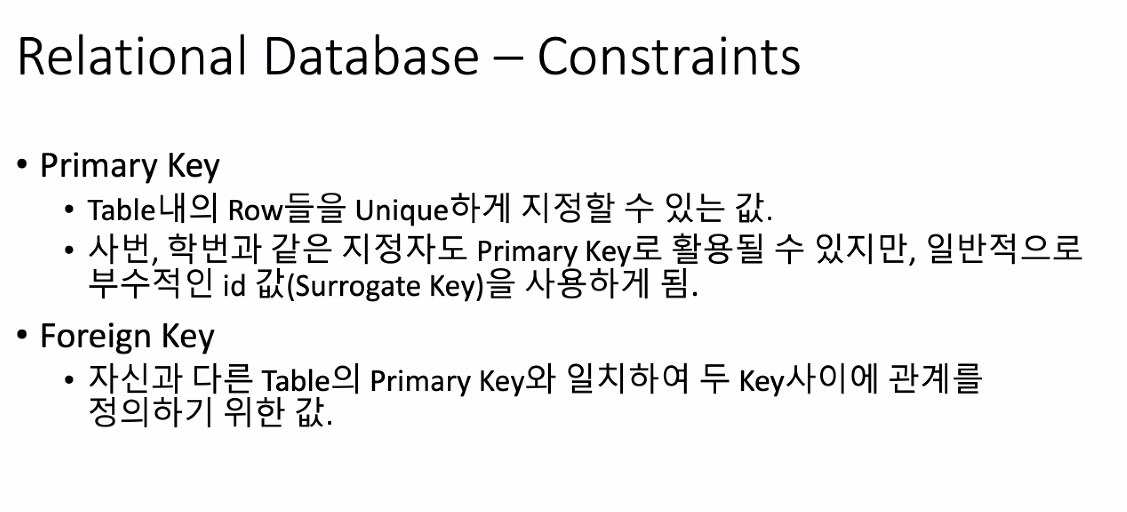 Relational Database – Constraints
• Primary Key
• Table내의 Row들을 Unique하게 지정할 수 있는 값.
• 사번, 학번과 같은 지정자도 Primary Key로 활용될 수 있지만, 일반적으로
부수적인 id 값(Surrogate Key)을 사용하게 됨.
• Foreign Key
• 자신과 다른 Table의 Primary Key와 일치하여 두 Key사이에 관계를
정의하기 위한 값.